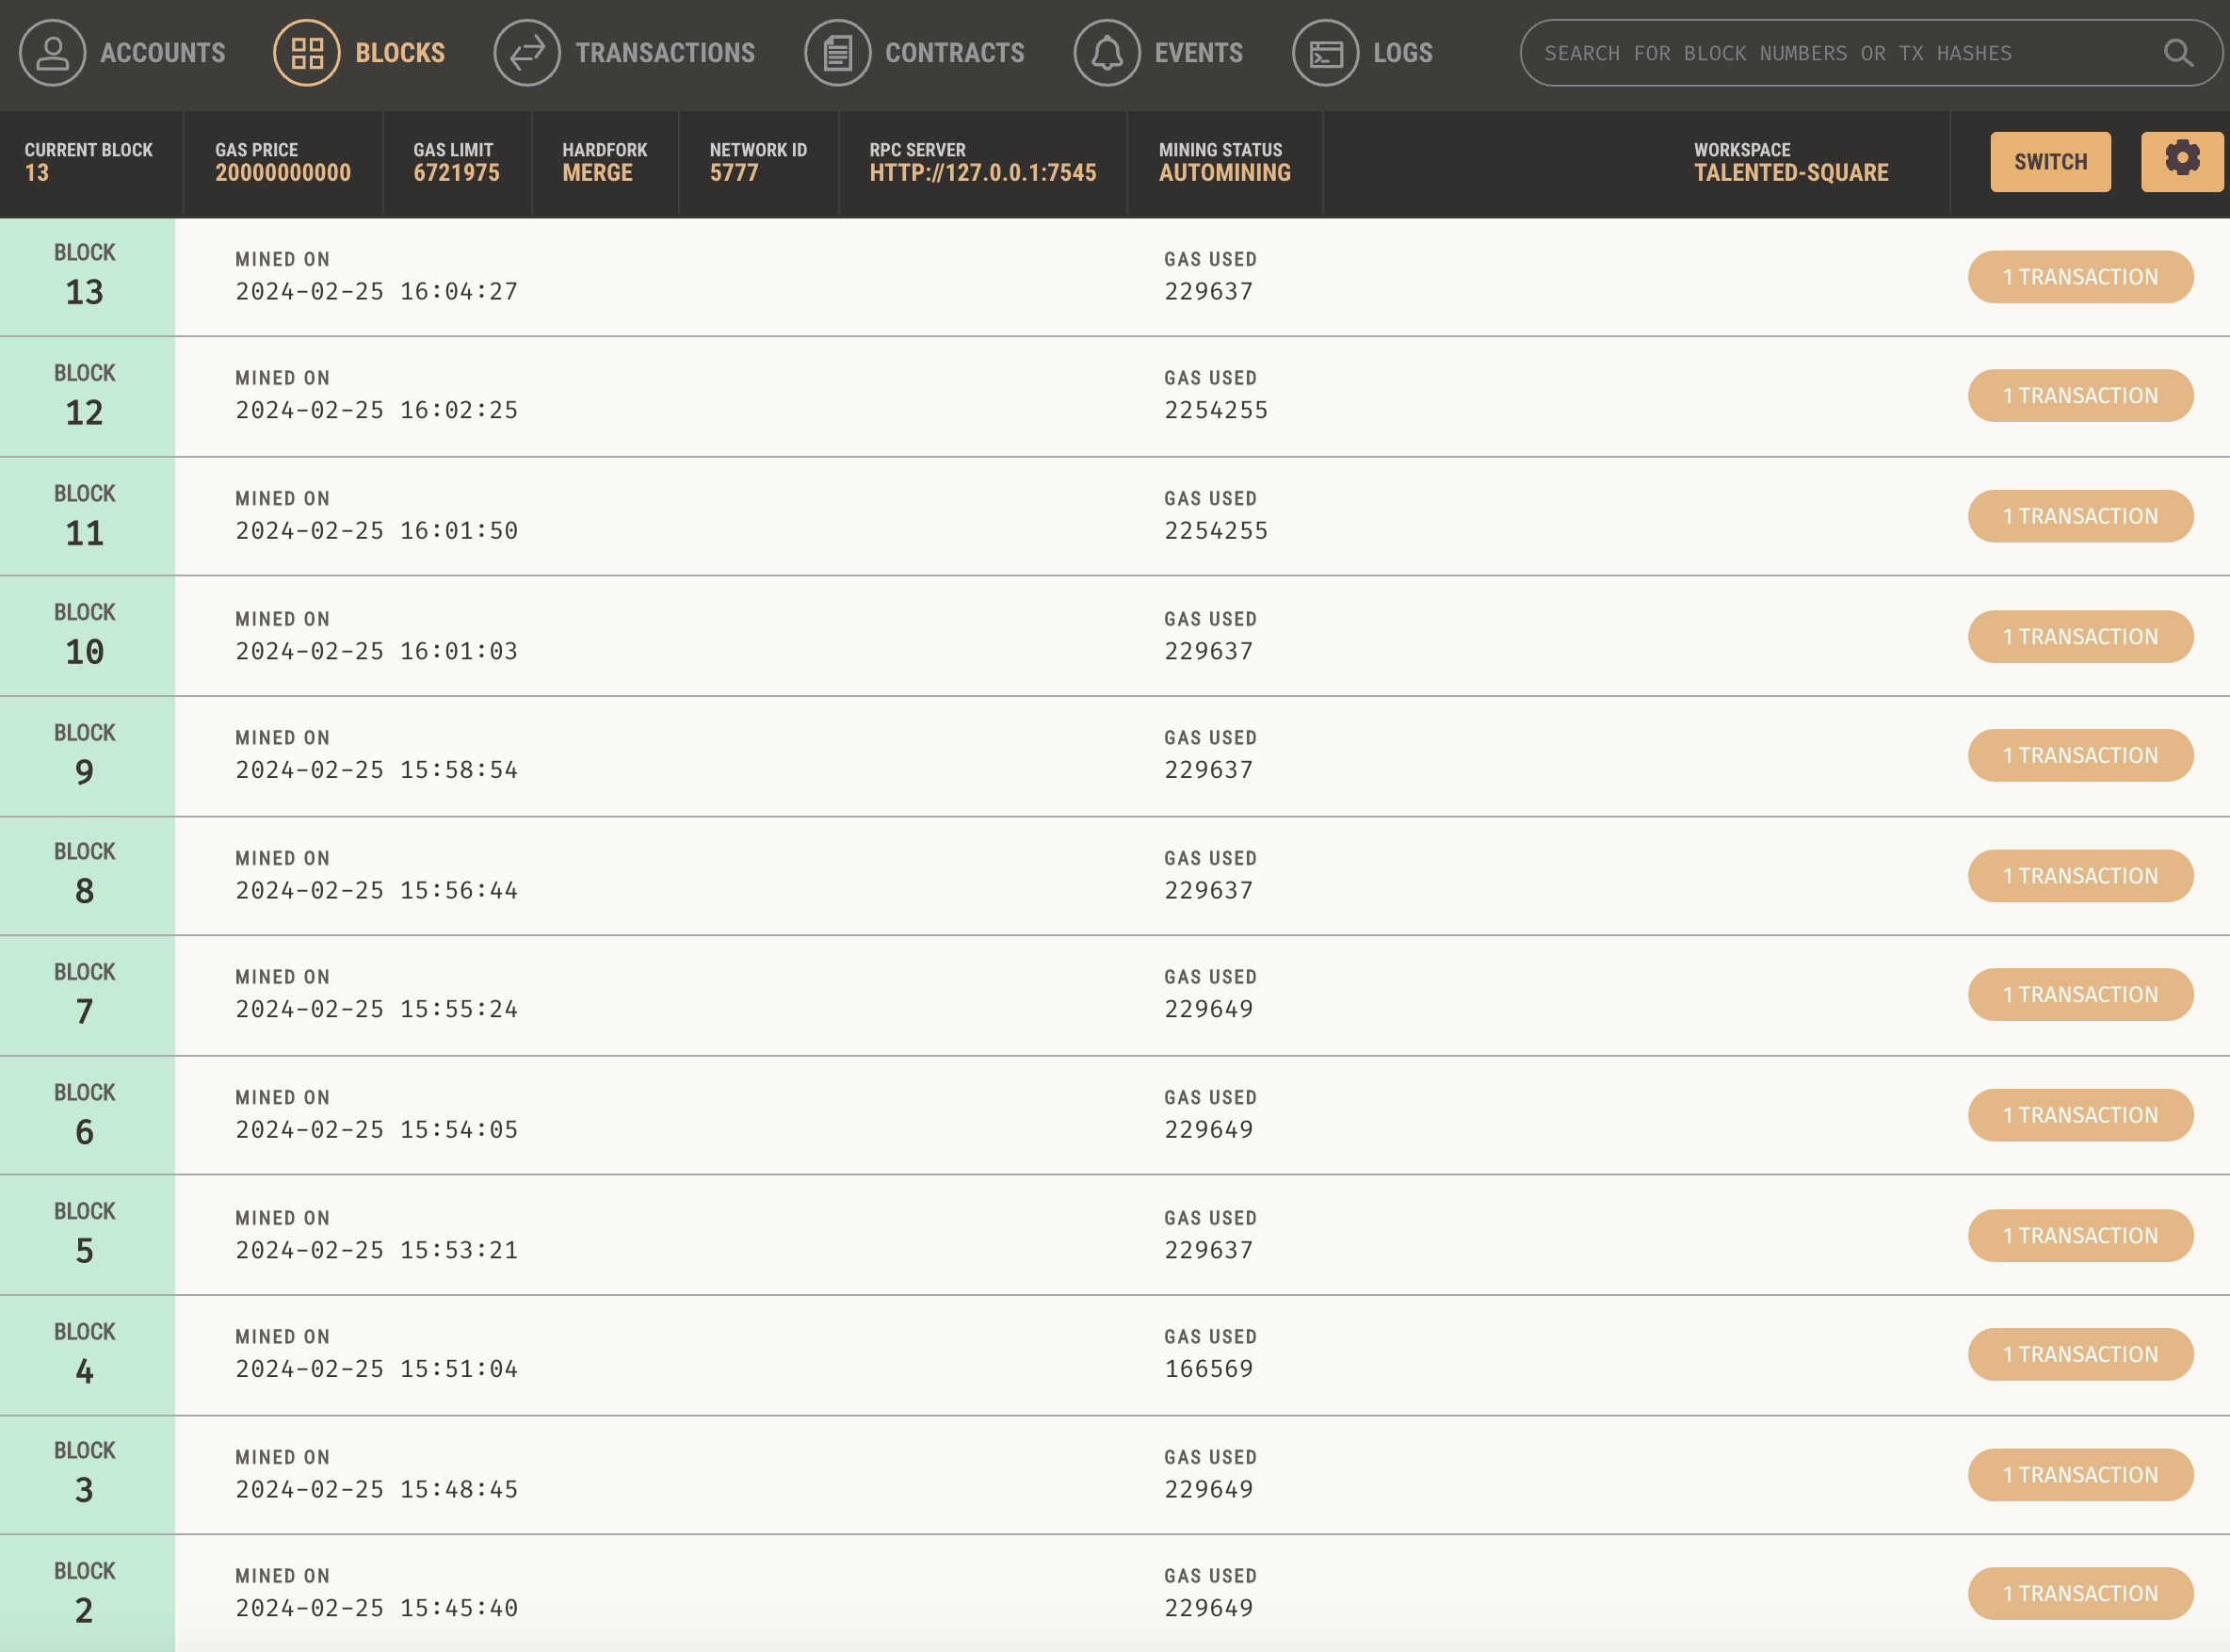 ACCOUNTS BLOCKS TRANSACTIONS CONTRACTS EVENTS LOGS SEARCH FOR BLOCK NUMBERS OR TX HASHES
CURRENT BLOCK GAS PRICE GAS LIMIT HARDFORK NETWORK ID RPC SERVER MINING STATUS WORKSPACE
13 20000000000 6721975 MERGE 5777 HTTP://127.0.0.1:7545 AUTOMINING TALENTED-SQUARE SWITCH
BLOCK MINED ON GAS USED
13 2024-02-25 16:04:27 229637 1 TRANSACTION
BLOCK MINED ON GAS USED
12 2024-02-25 16:02:25 2254255 1 TRANSACTION
BLOCK MINED ON GAS USED
11 2024-02-25 16:01:50 2254255 1 TRANSACTION
BLOCK MINED ON GAS USED
10 2024-02-25 16:01:03 229637 1 TRANSACTION
BLOCK MINED ON GAS USED
9 2024-02-25 15:58:54 229637 1 TRANSACTION
BLOCK MINED ON GAS USED
8 2024-02-25 15:56:44 229637 1 TRANSACTION
BLOCK MINED ON GAS USED
7 2024-02-25 15:55:24 229649 1 TRANSACTION
BLOCK MINED ON GAS USED
6 2024-02-25 15:54:05 229649 1 TRANSACTION
BLOCK MINED ON GAS USED
5 2024-02-25 15:53:21 229637 1 TRANSACTION
BLOCK MINED ON GAS USED
4 2024-02-25 15:51:04 166569 1 TRANSACTION
BLOCK MINED ON GAS USED
3 2024-02-25 15:48:45 229649 1 TRANSACTION
BLOCK MINED ON GAS USED
2 2024-02-25 15:45:40 229649 1 TRANSACTION